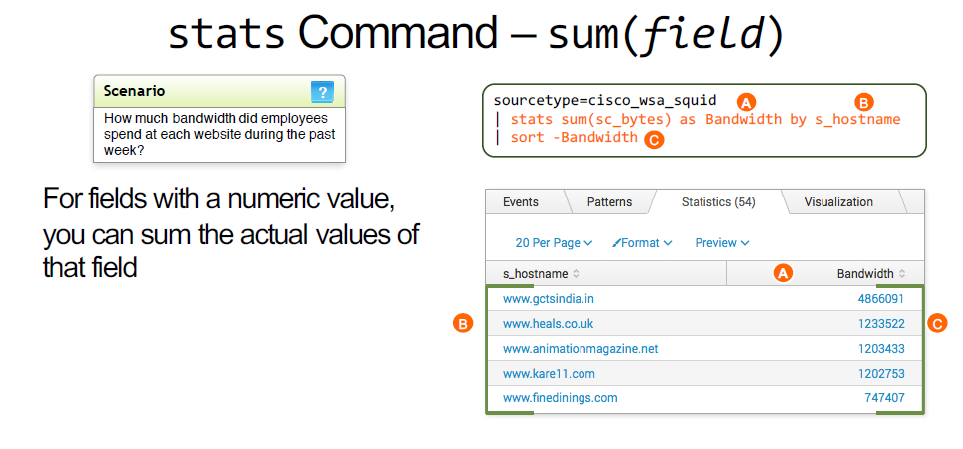 stats Command – sum(field)
Scenario
?
How much bandwidth did employees
spend at each website during the past
week?
For fields with a numeric value,
you can sum the actual values of
that field
sourcetype=cisco_wsa_squid A B
| stats sum(sc_bytes) as Bandwidth by s_hostname
| sort -Bandwidth C
Events Patterns Statistics (54) Visualization
20 Per Page Format Preview
s_hostname A Bandwidth
www.gctsindia.in 4866091
B www.heals.co.uk 1233522 C
www.animationmagazine.net 1203433
www.kare11.com 1202753
www.finedinings.com 747407